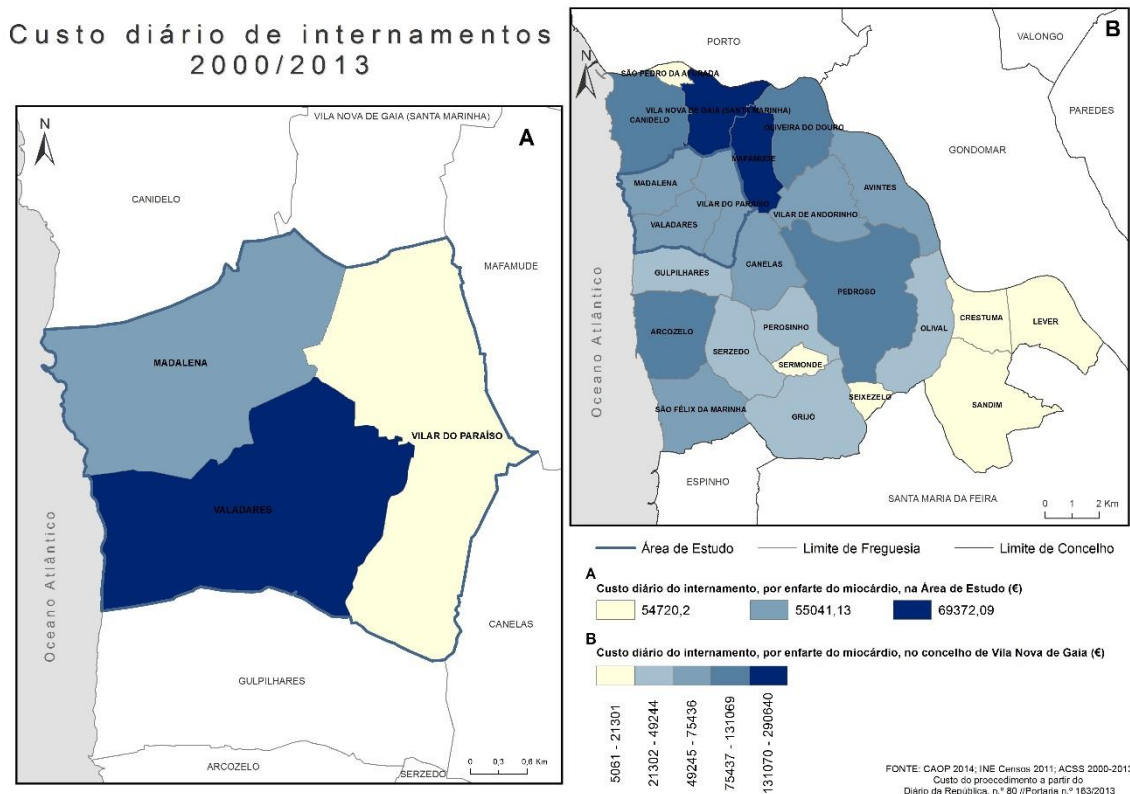 Custo diário de internamentos
2000/2013
A
N
VILA NOVA DE GAIA (SANTA MARINHA)
CANIDELO
MAFAMUDE
MADALENA
VILAR DO PARAÍSO
VALADARES
Oceano Atlântico
CANELAS
GULPILHARES
ARCOZELO
SERZEDO
0 0,3 0,6 Km
B
N
PORTO
VALONGO
PAREDES
GONDOMAR
SÃO PEDRO DA AFURADA
VILA NOVA DE GAIA (SANTA MARINHA)
CANIDELO
OLIVEIRA DO DOURO
MAFAMUDE
MADALENA
AVINTES
VILAR DO PARAÍSO
VILAR DE ANDORINHO
VALADARES
CANELAS
GULPILHARES
PEDROSO
CRESTUMA
LEVER
ARCOZELO
PEROSINHO
OLIVAL
SERZEDO
SERMONDE
SEIXEZELO
SANDIM
SÃO FÉLIX DA MARINHA
GRIJÓ
Oceano Atlântico
ESPINHO
SANTA MARIA DA FEIRA
0 1 2 Km
Área de Estudo Limite de Freguesia Limite de Concelho
A
Custo diário do internamento, por enfarte do miocárdio, na Área de Estudo (€)
54720,2 55041,13 69372,09
B
Custo diário do internamento, por enfarte do miocárdio, no concelho de Vila Nova de Gaia (€)
5061 - 21301
21302 - 49244
49245 - 75436
75437 - 131069
131070 - 290640
FONTE: CAOP 2014; INE Censos 2011; ACSS 2000-2013
Custo do proecedimento a partir do
Diário da República, n.º 80 //Portaria n.º 163/2013